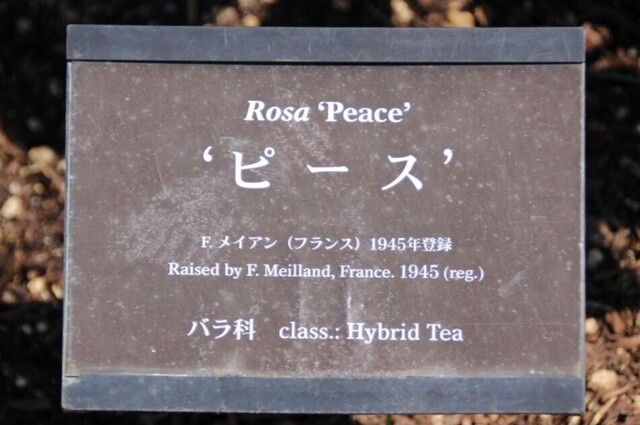 Rosa ‘Peace’
‘ピース’
F. メイアン（フランス）1945年登録
Raised by F. Meilland, France. 1945 (reg.)
バラ科　class.: Hybrid Tea